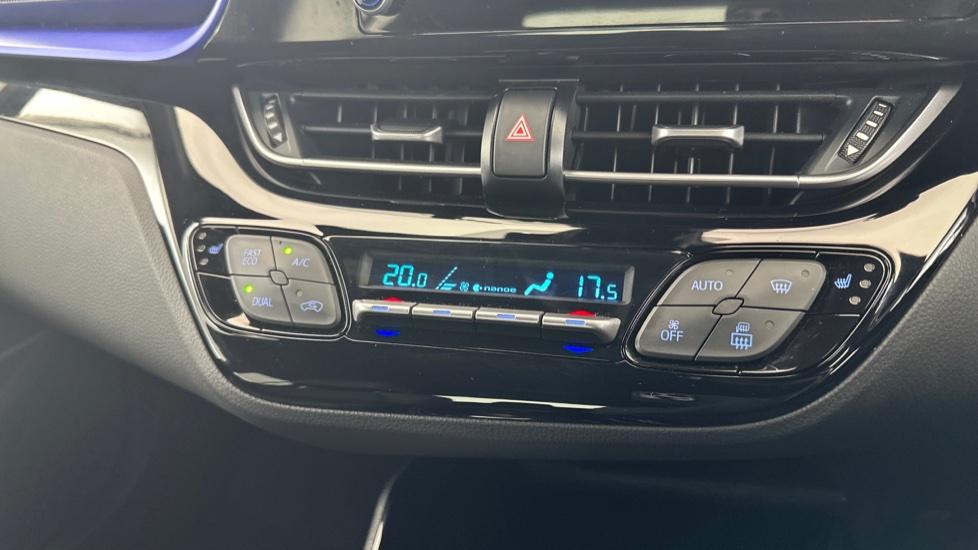 FAST
ECO
A/C
DUAL
20.0
nanoe
17.5
AUTO
OFF